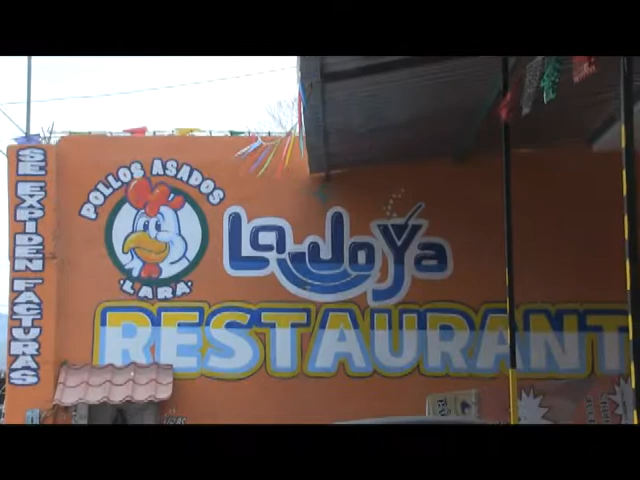 SE EXPIDEN FACTURAS
POLLOS ASADOS
LARA
La Joya
RESTAURANT